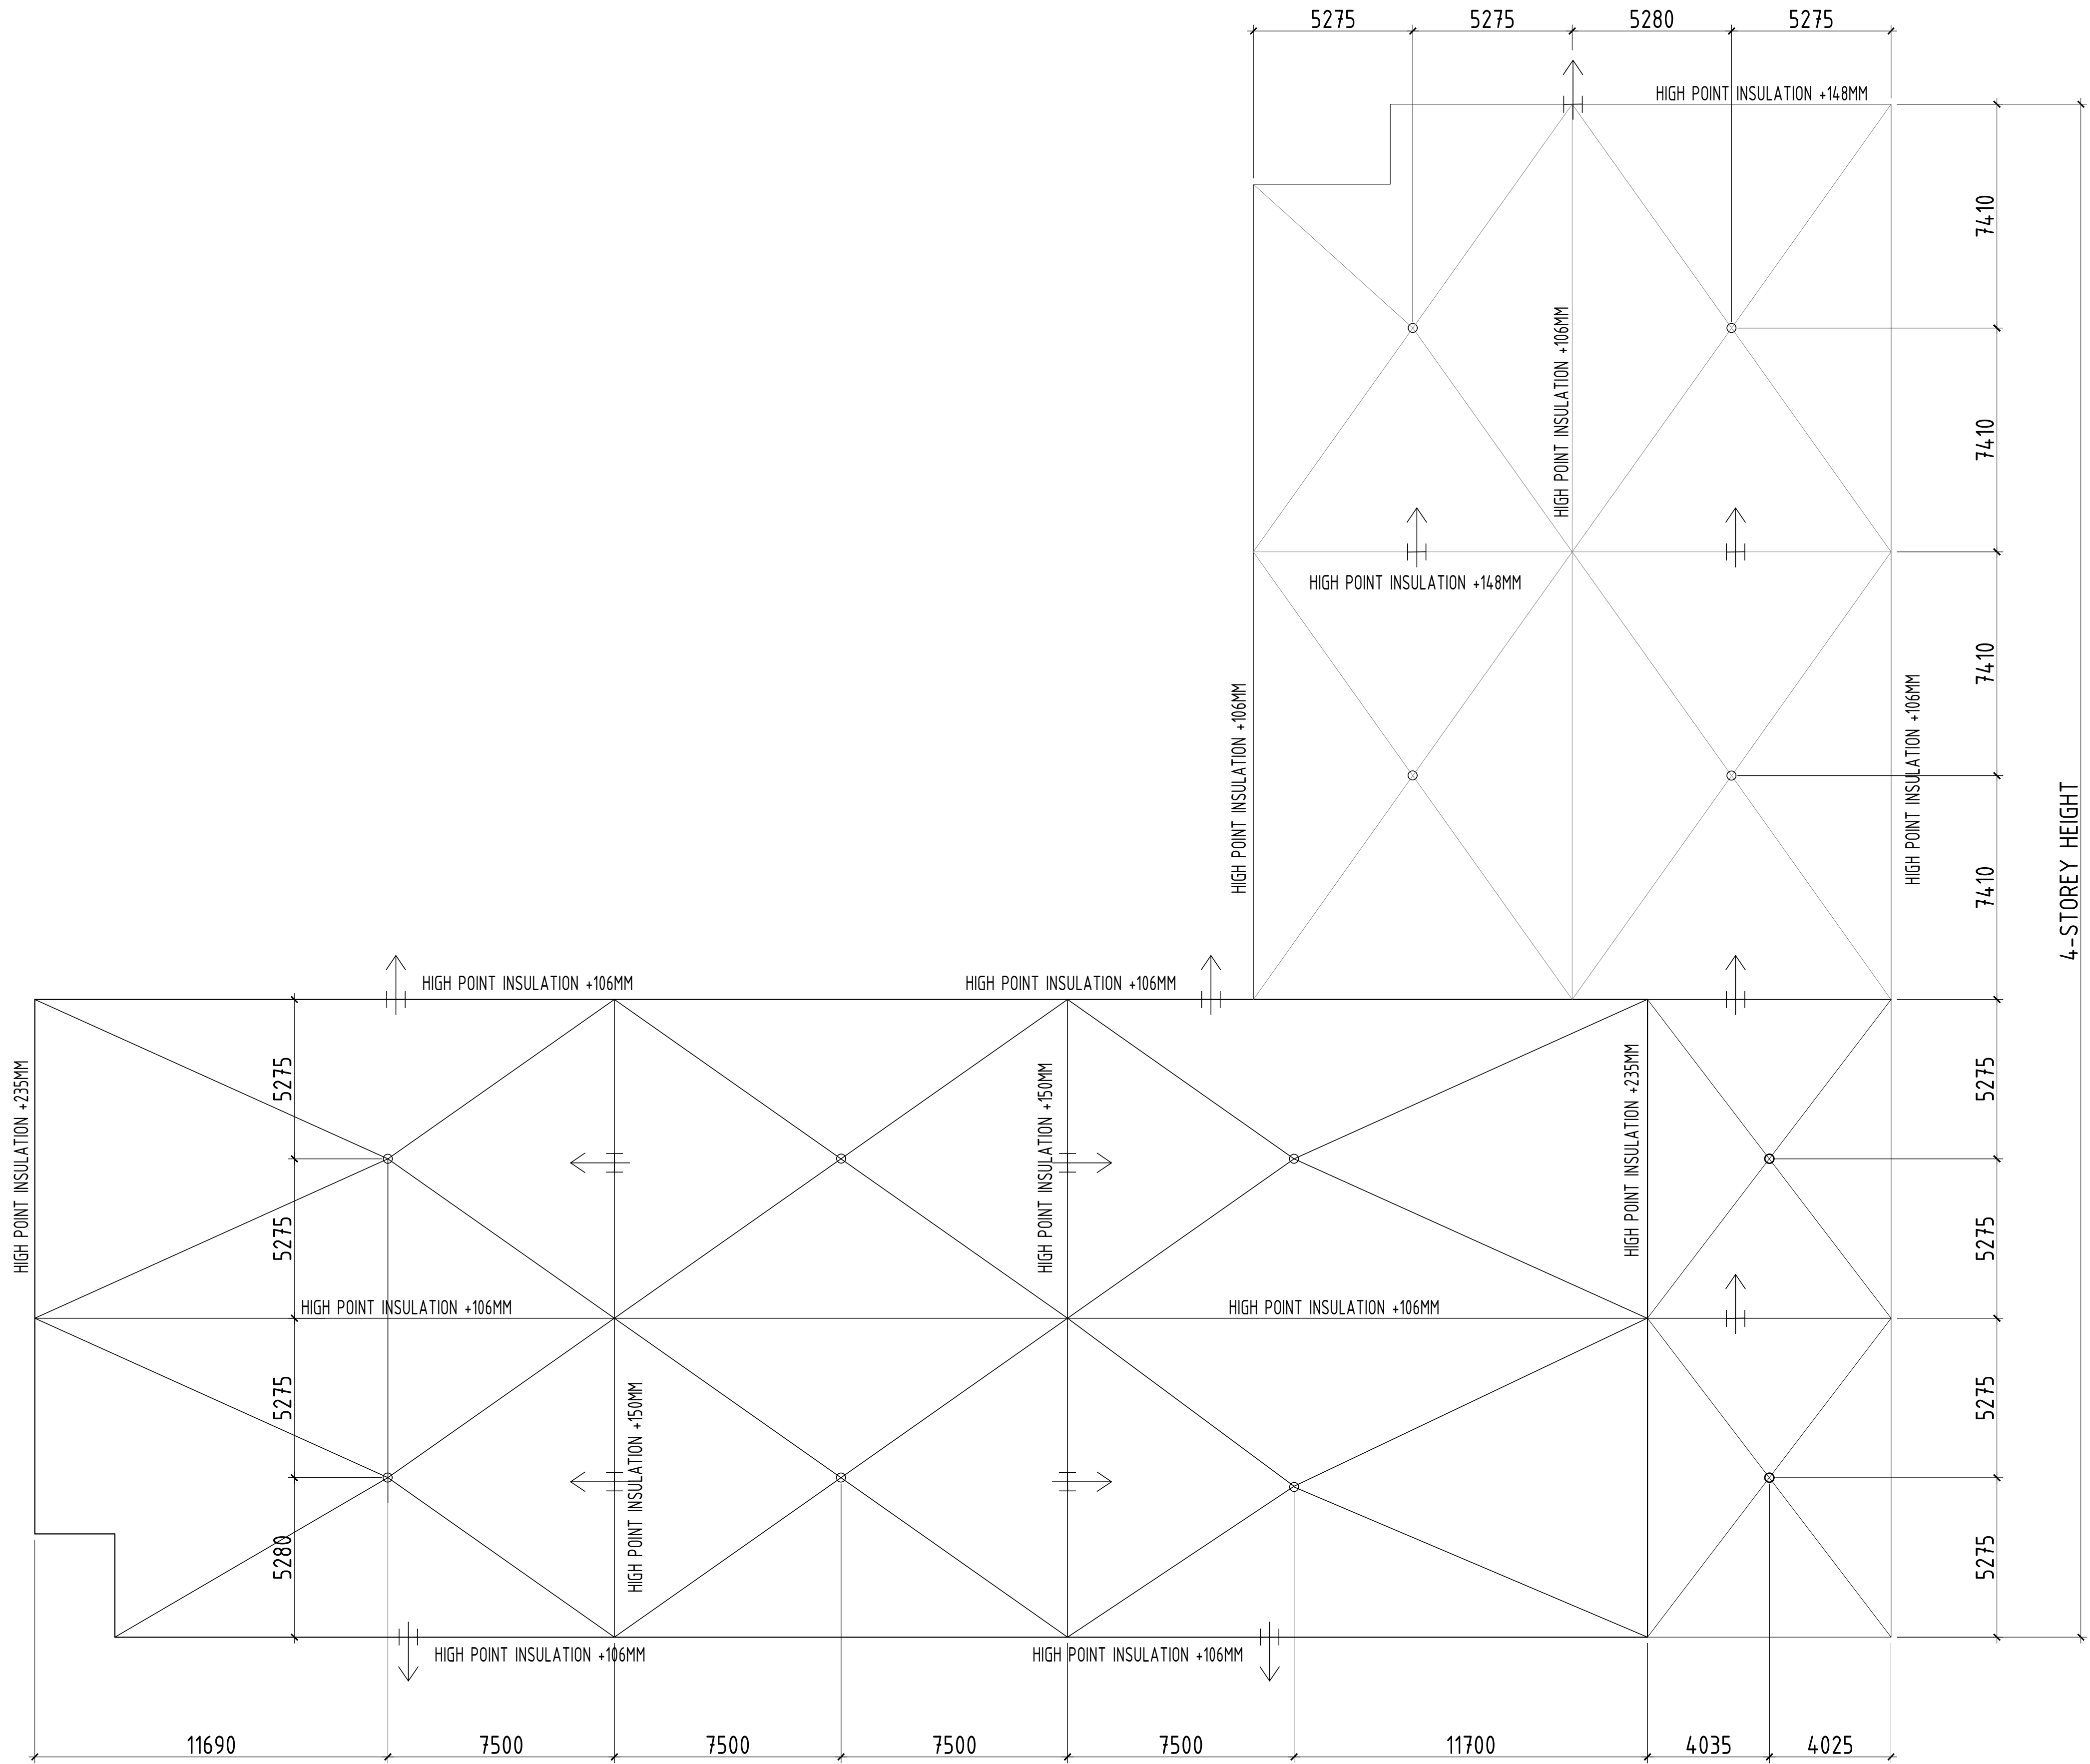 5275
5275
5280
5275
HIGH POINT INSULATION +148MM
7410
HIGH POINT INSULATION +106MM
7410
HIGH POINT INSULATION +148MM
7410
HIGH POINT INSULATION +106MM
HIGH POINT INSULATION +106MM
7410
4-STOREY HEIGHT
HIGH POINT INSULATION +106MM
HIGH POINT INSULATION +106MM
HIGH POINT INSULATION +235MM
5275
HIGH POINT INSULATION +150MM
HIGH POINT INSULATION +235MM
5275
5275
5275
HIGH POINT INSULATION +106MM
HIGH POINT INSULATION +106MM
5275
5275
HIGH POINT INSULATION +150MM
5280
5275
HIGH POINT INSULATION +106MM
HIGH POINT INSULATION +106MM
11690
7500
7500
7500
7500
11700
4035
4025